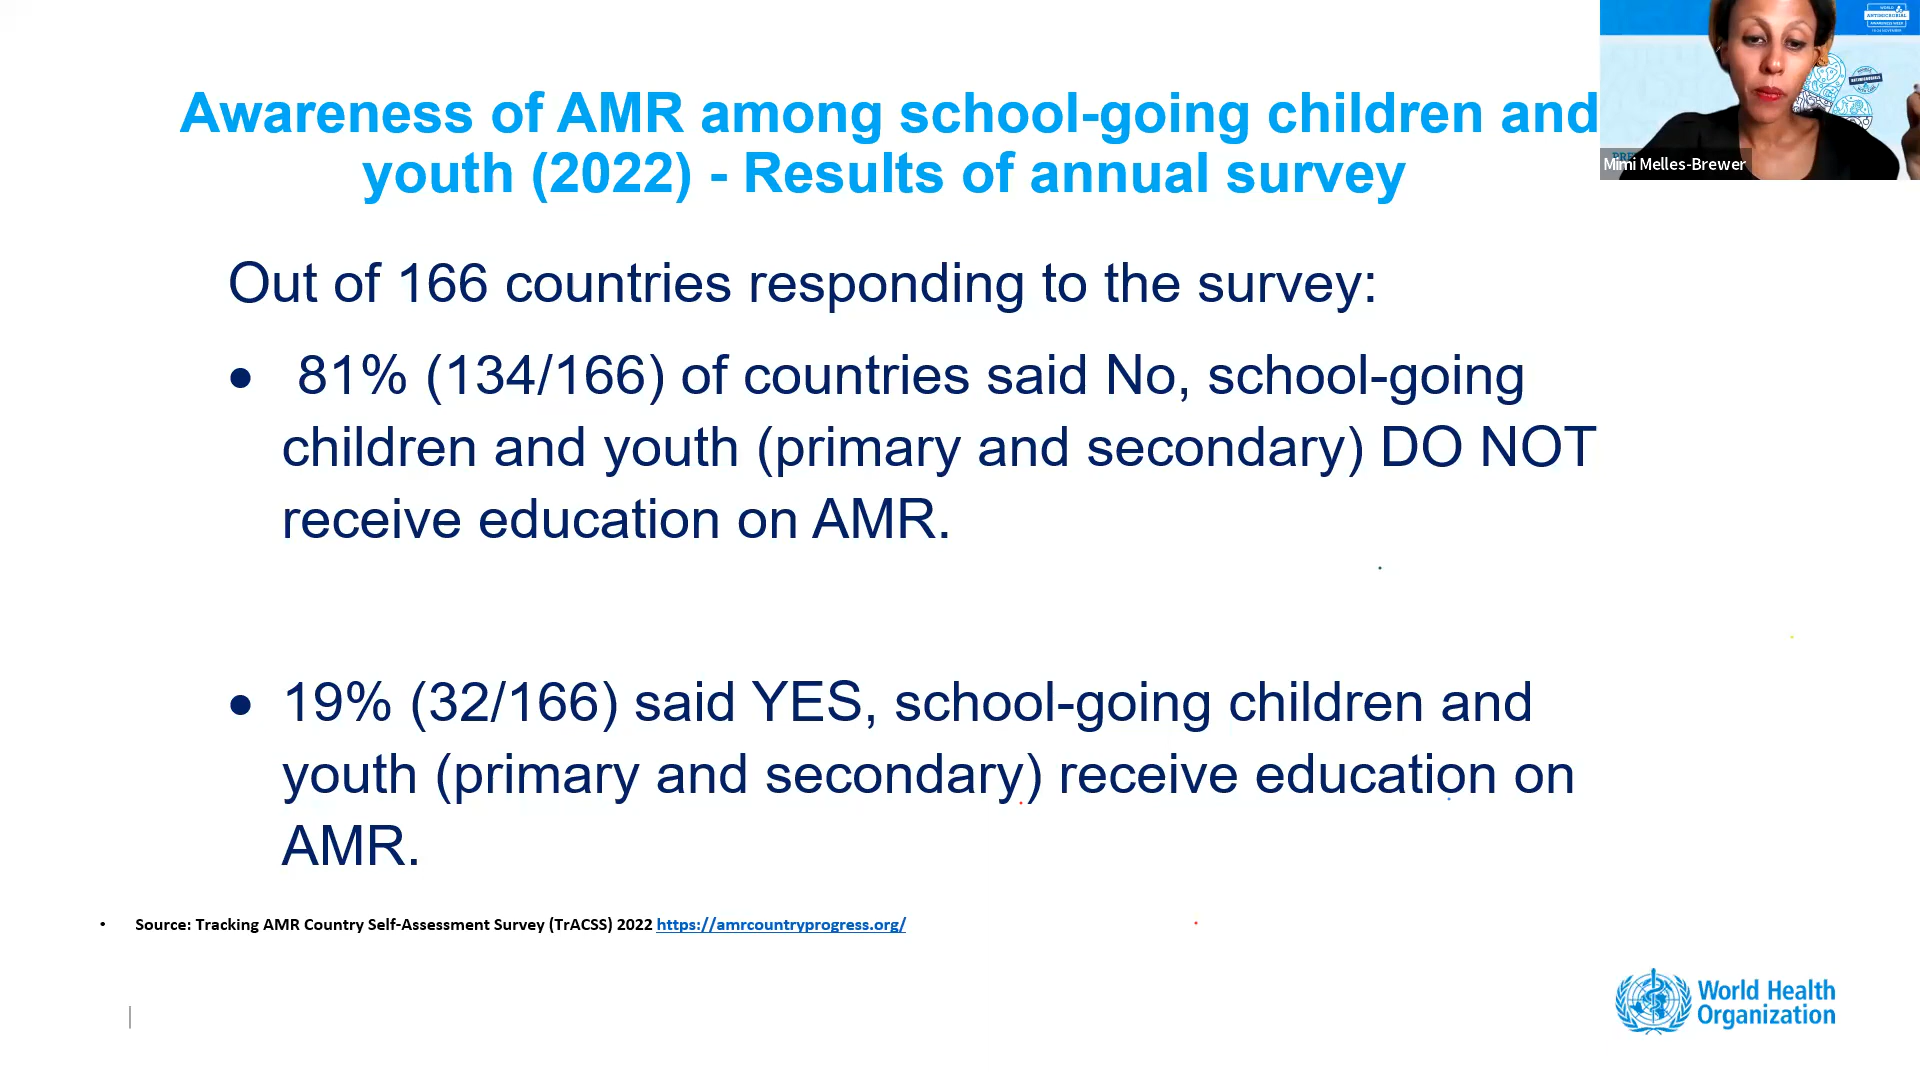 Awareness of AMR among school-going children and
youth (2022) - Results of annual survey
Out of 166 countries responding to the survey:
• 81% (134/166) of countries said No, school-going
children and youth (primary and secondary) DO NOT
receive education on AMR.
• 19% (32/166) said YES, school-going children and
youth (primary and secondary) receive education on
AMR.
• Source: Tracking AMR Country Self-Assessment Survey (TrACSS) 2022 https://amrcountryprogress.org/
World Health
Organization
WORLD
ANTIMICROBIAL
AWARENESS WEEK
Mimi Melles-Brewer